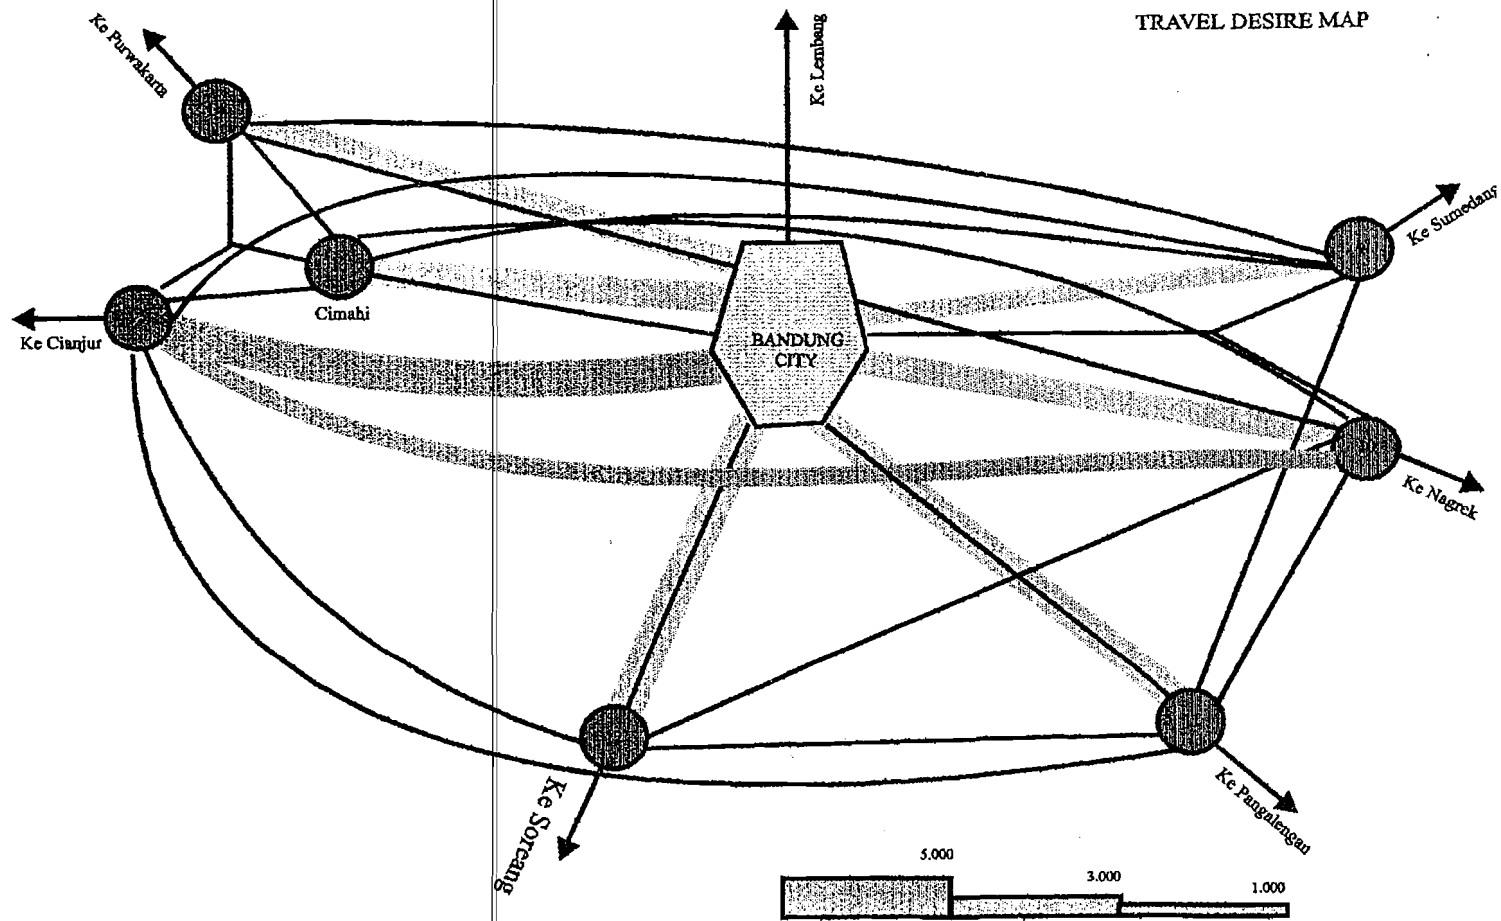 TRAVEL DESIRE MAP
Ke Purwakarta
Ke Lembang
Ke Sumedang
Cimahi
Ke Cianjur
BANDUNG
CITY
Ke Nagrek
Ke Soreang
Ke Pangalengan
5.000
3.000
1.000